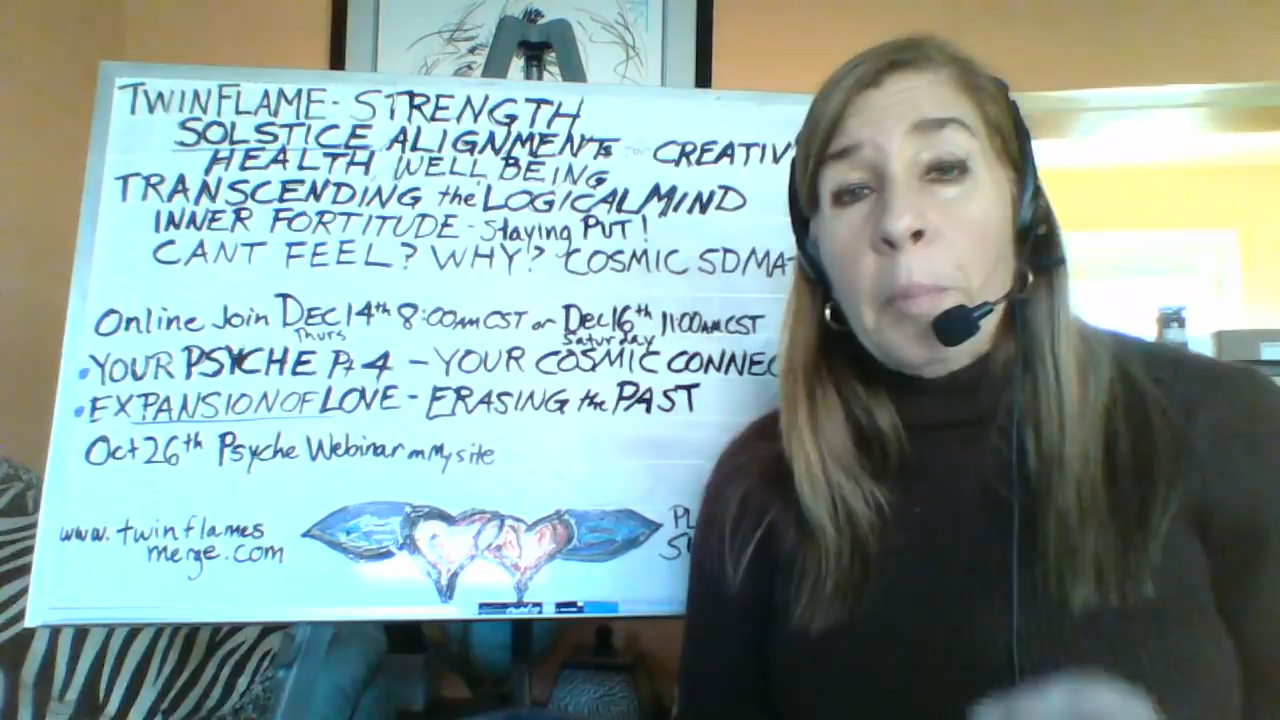 TWINFLAME - STRENGTH
SOLSTICE ALIGNMENTS - CREATIV
HEALTH WELL BEING
TRANSCENDING the LOGICAL MIND
INNER FORTITUDE - Staying PUT!
CANT FEEL? WHY? COSMIC SDMA-
Online Join DEC 14th 8:00AM CST or Dec 16th 11:00AM CST
Thurs Saturday
• YOUR PSYCHE Pt 4 - YOUR COSMIC CONNEC
• EXPANSION OF LOVE - ERASING the PAST
Oct 26th Psyche Webinar on My site
www.twinflames
merge.com
PL